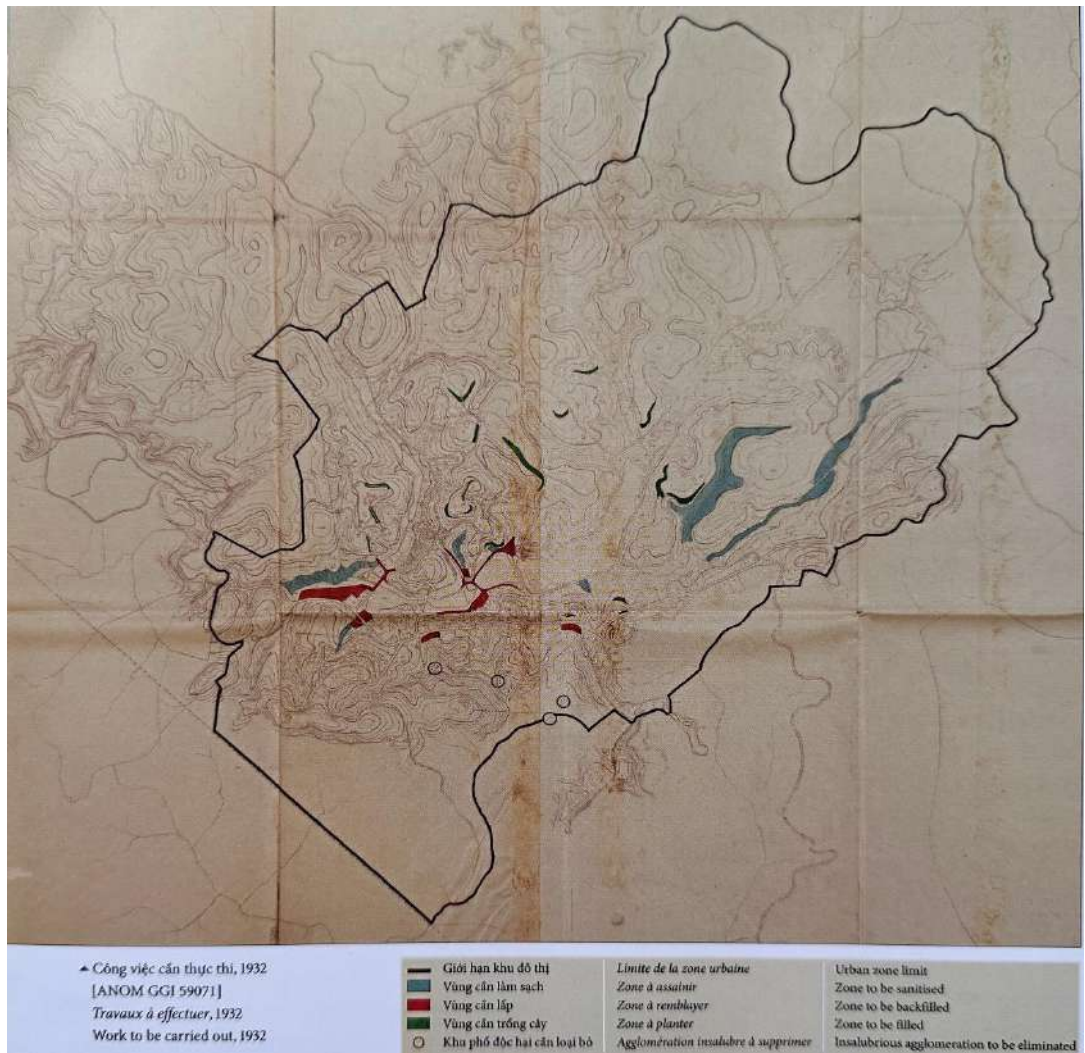 Công việc cần thực thi, 1932
[ANOM GGI 59071]
Travaux à effectuer, 1932
Work to be carried out, 1932
Giới hạn khu đô thị
Vùng cần làm sạch
Vùng cần lấp
Vùng cần trồng cây
Khu phố độc hại cần loại bỏ
Limite de la zone urbaine
Zone à assainir
Zone à remblayer
Zone à planter
Agglomération insalubre à supprimer
Urban zone limit
Zone to be sanitised
Zone to be backfilled
Zone to be filled
Insalubrious agglomeration to be eliminated